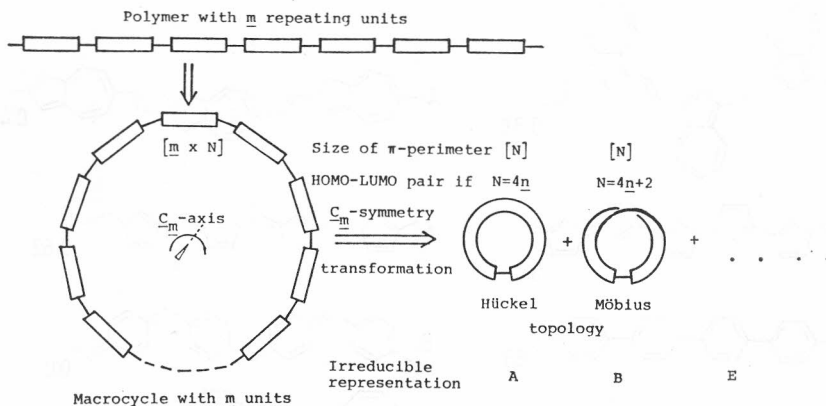 Polymer with m repeating units
[m x N]
C_m-axis
Macrocycle with m units
Size of π-perimeter [N] [N]
HOMO-LUMO pair if N=4n N=4n+2
C_m-symmetry
transformation
+ + . . . . .
Hückel Möbius
topology
Irreducible
representation A B E